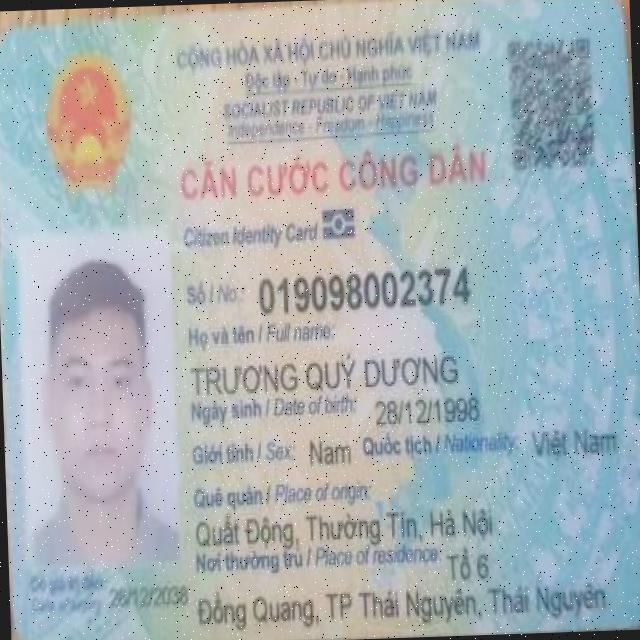 CỘNG HÒA XÃ HỘI CHỦ NGHĨA VIỆT NAM
Độc lập - Tự do - Hạnh phúc
SOCIALIST REPUBLIC OF VIET NAM
Independence - Freedom - Happiness
CĂN CƯỚC CÔNG DÂN
Citizen Identity Card
Số / No.: 019098002374
Họ và tên / Full name:
TRƯƠNG QUÝ DƯƠNG
Ngày sinh / Date of birth: 28/12/1998
Giới tính / Sex: Nam Quốc tịch / Nationality: Việt Nam
Quê quán / Place of origin:
Quất Động, Thường Tín, Hà Nội
Nơi thường trú / Place of residence: Tổ 6
Đồng Quang, TP Thái Nguyên, Thái Nguyên
Có giá trị đến: 28/12/2038
Date of expiry